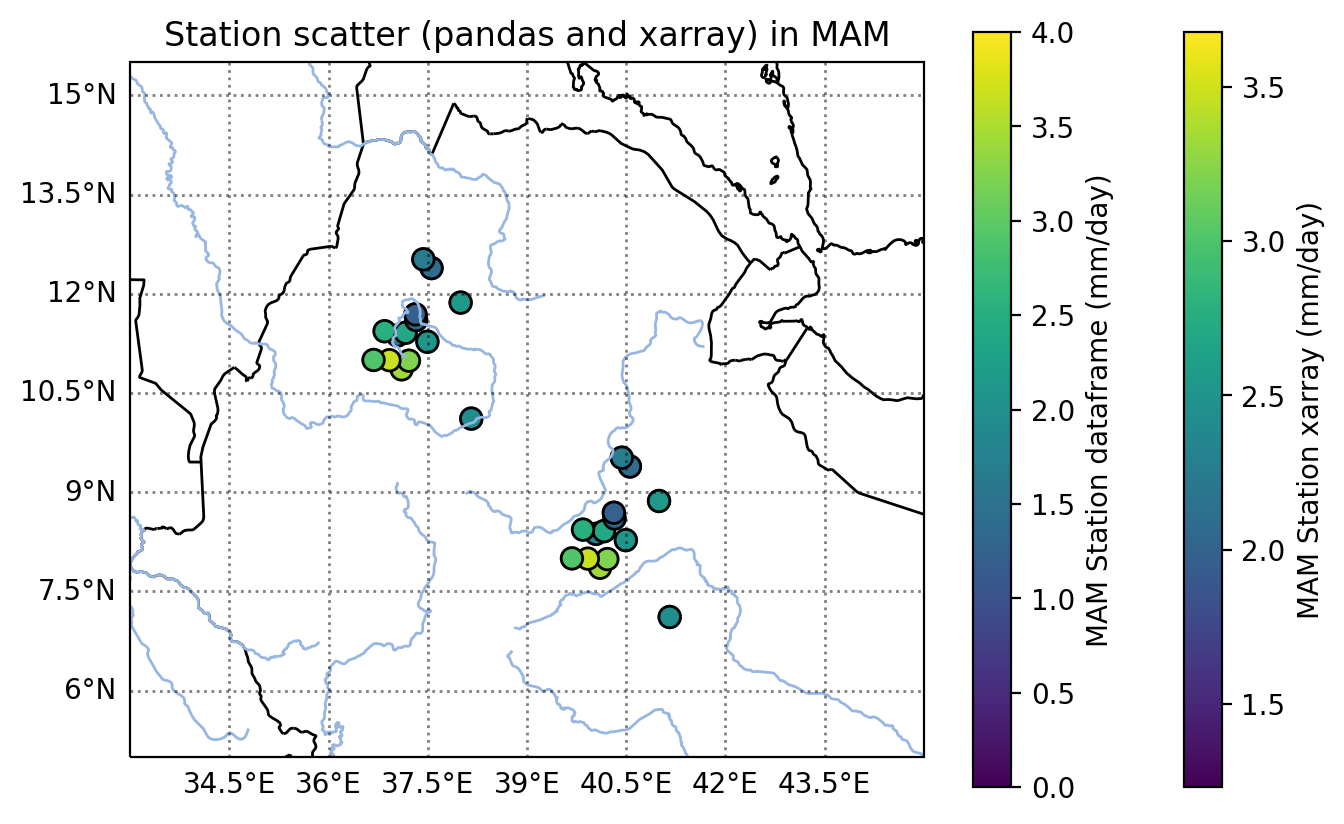 Station scatter (pandas and xarray) in MAM
15°N
13.5°N
12°N
10.5°N
9°N
7.5°N
6°N
34.5°E 36°E 37.5°E 39°E 40.5°E 42°E 43.5°E
4.0
3.5
3.0
2.5
2.0
1.5
1.0
0.5
0.0
MAM Station dataframe (mm/day)
3.5
3.0
2.5
2.0
1.5
MAM Station xarray (mm/day)